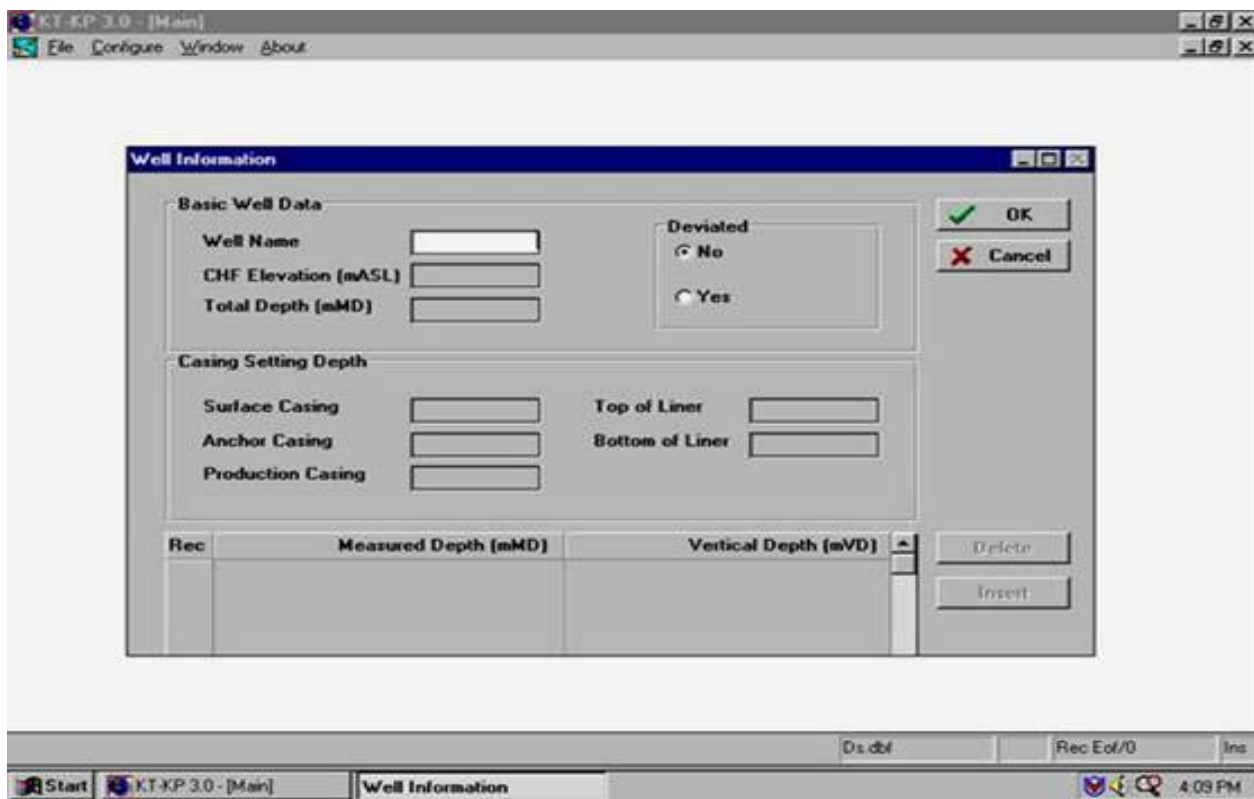 KT-KP 3.0 - [Main]
File Configure Window About
Well Information
Basic Well Data
Well Name
CHF Elevation (mASL)
Total Depth (mMD)
Deviated
No
Yes
OK
Cancel
Casing Setting Depth
Surface Casing
Anchor Casing
Production Casing
Top of Liner
Bottom of Liner
Rec Measured Depth (mMD) Vertical Depth (mVD)
Delete
Insert
Ds.dbf Rec Eof/0 Ins
Start KT-KP 3.0 - [Main] Well Information 4:09 PM